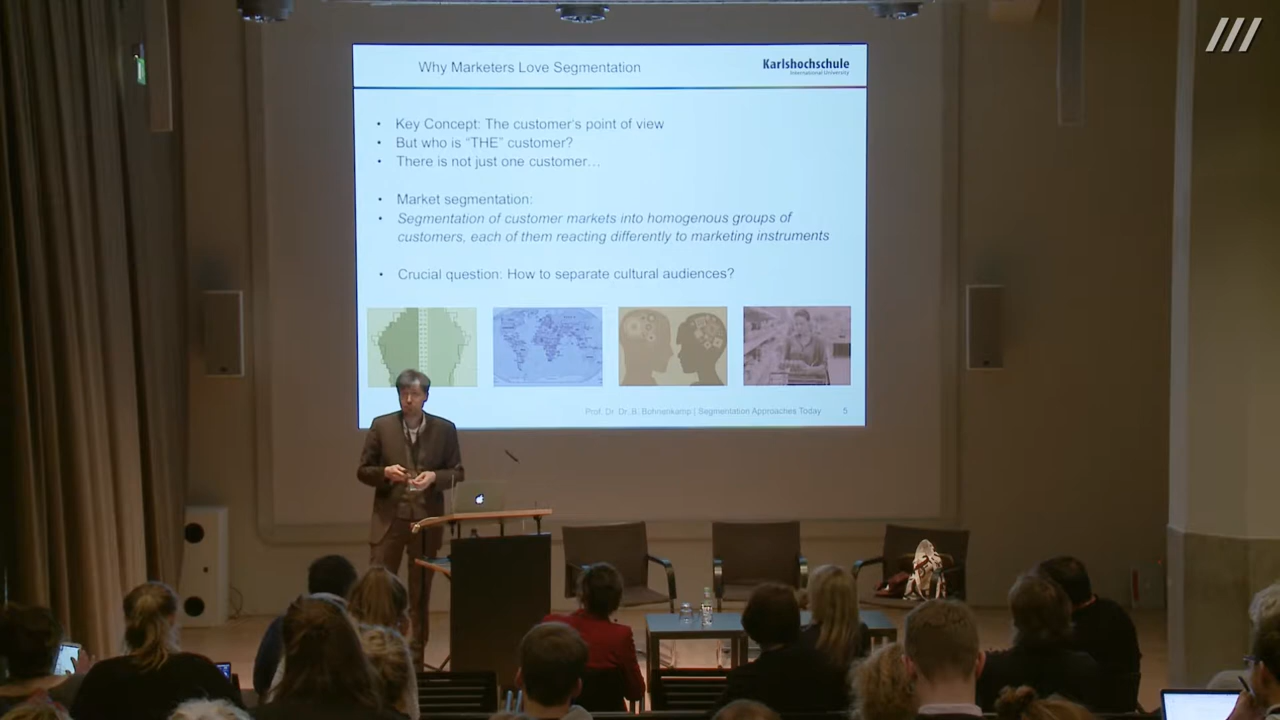 Why Marketers Love Segmentation
Karlshochschule
International University
• Key Concept: The customer's point of view
• But who is “THE” customer?
• There is not just one customer…
• Market segmentation:
• Segmentation of customer markets into homogenous groups of
customers, each of them reacting differently to marketing instruments
• Crucial question: How to separate cultural audiences?
Prof. Dr. Dr. B. Bohnenkamp | Segmentation Approaches Today 5